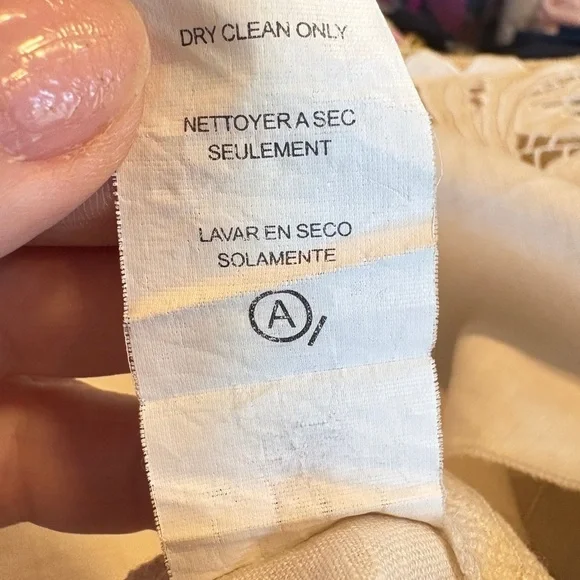 DRY CLEAN ONLY
NETTOYER A SEC
SEULEMENT
LAVAR EN SECO
SOLAMENTE
A